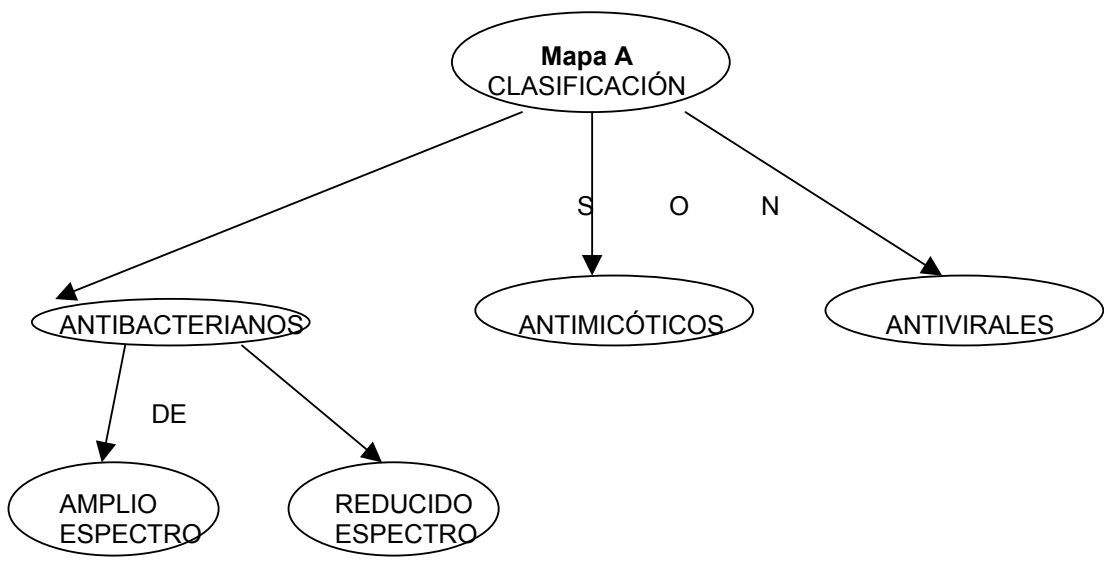 Mapa A
CLASIFICACIÓN
S O N
ANTIBACTERIANOS
ANTIMICÓTICOS
ANTIVIRALES
DE
AMPLIO
ESPECTRO
REDUCIDO
ESPECTRO